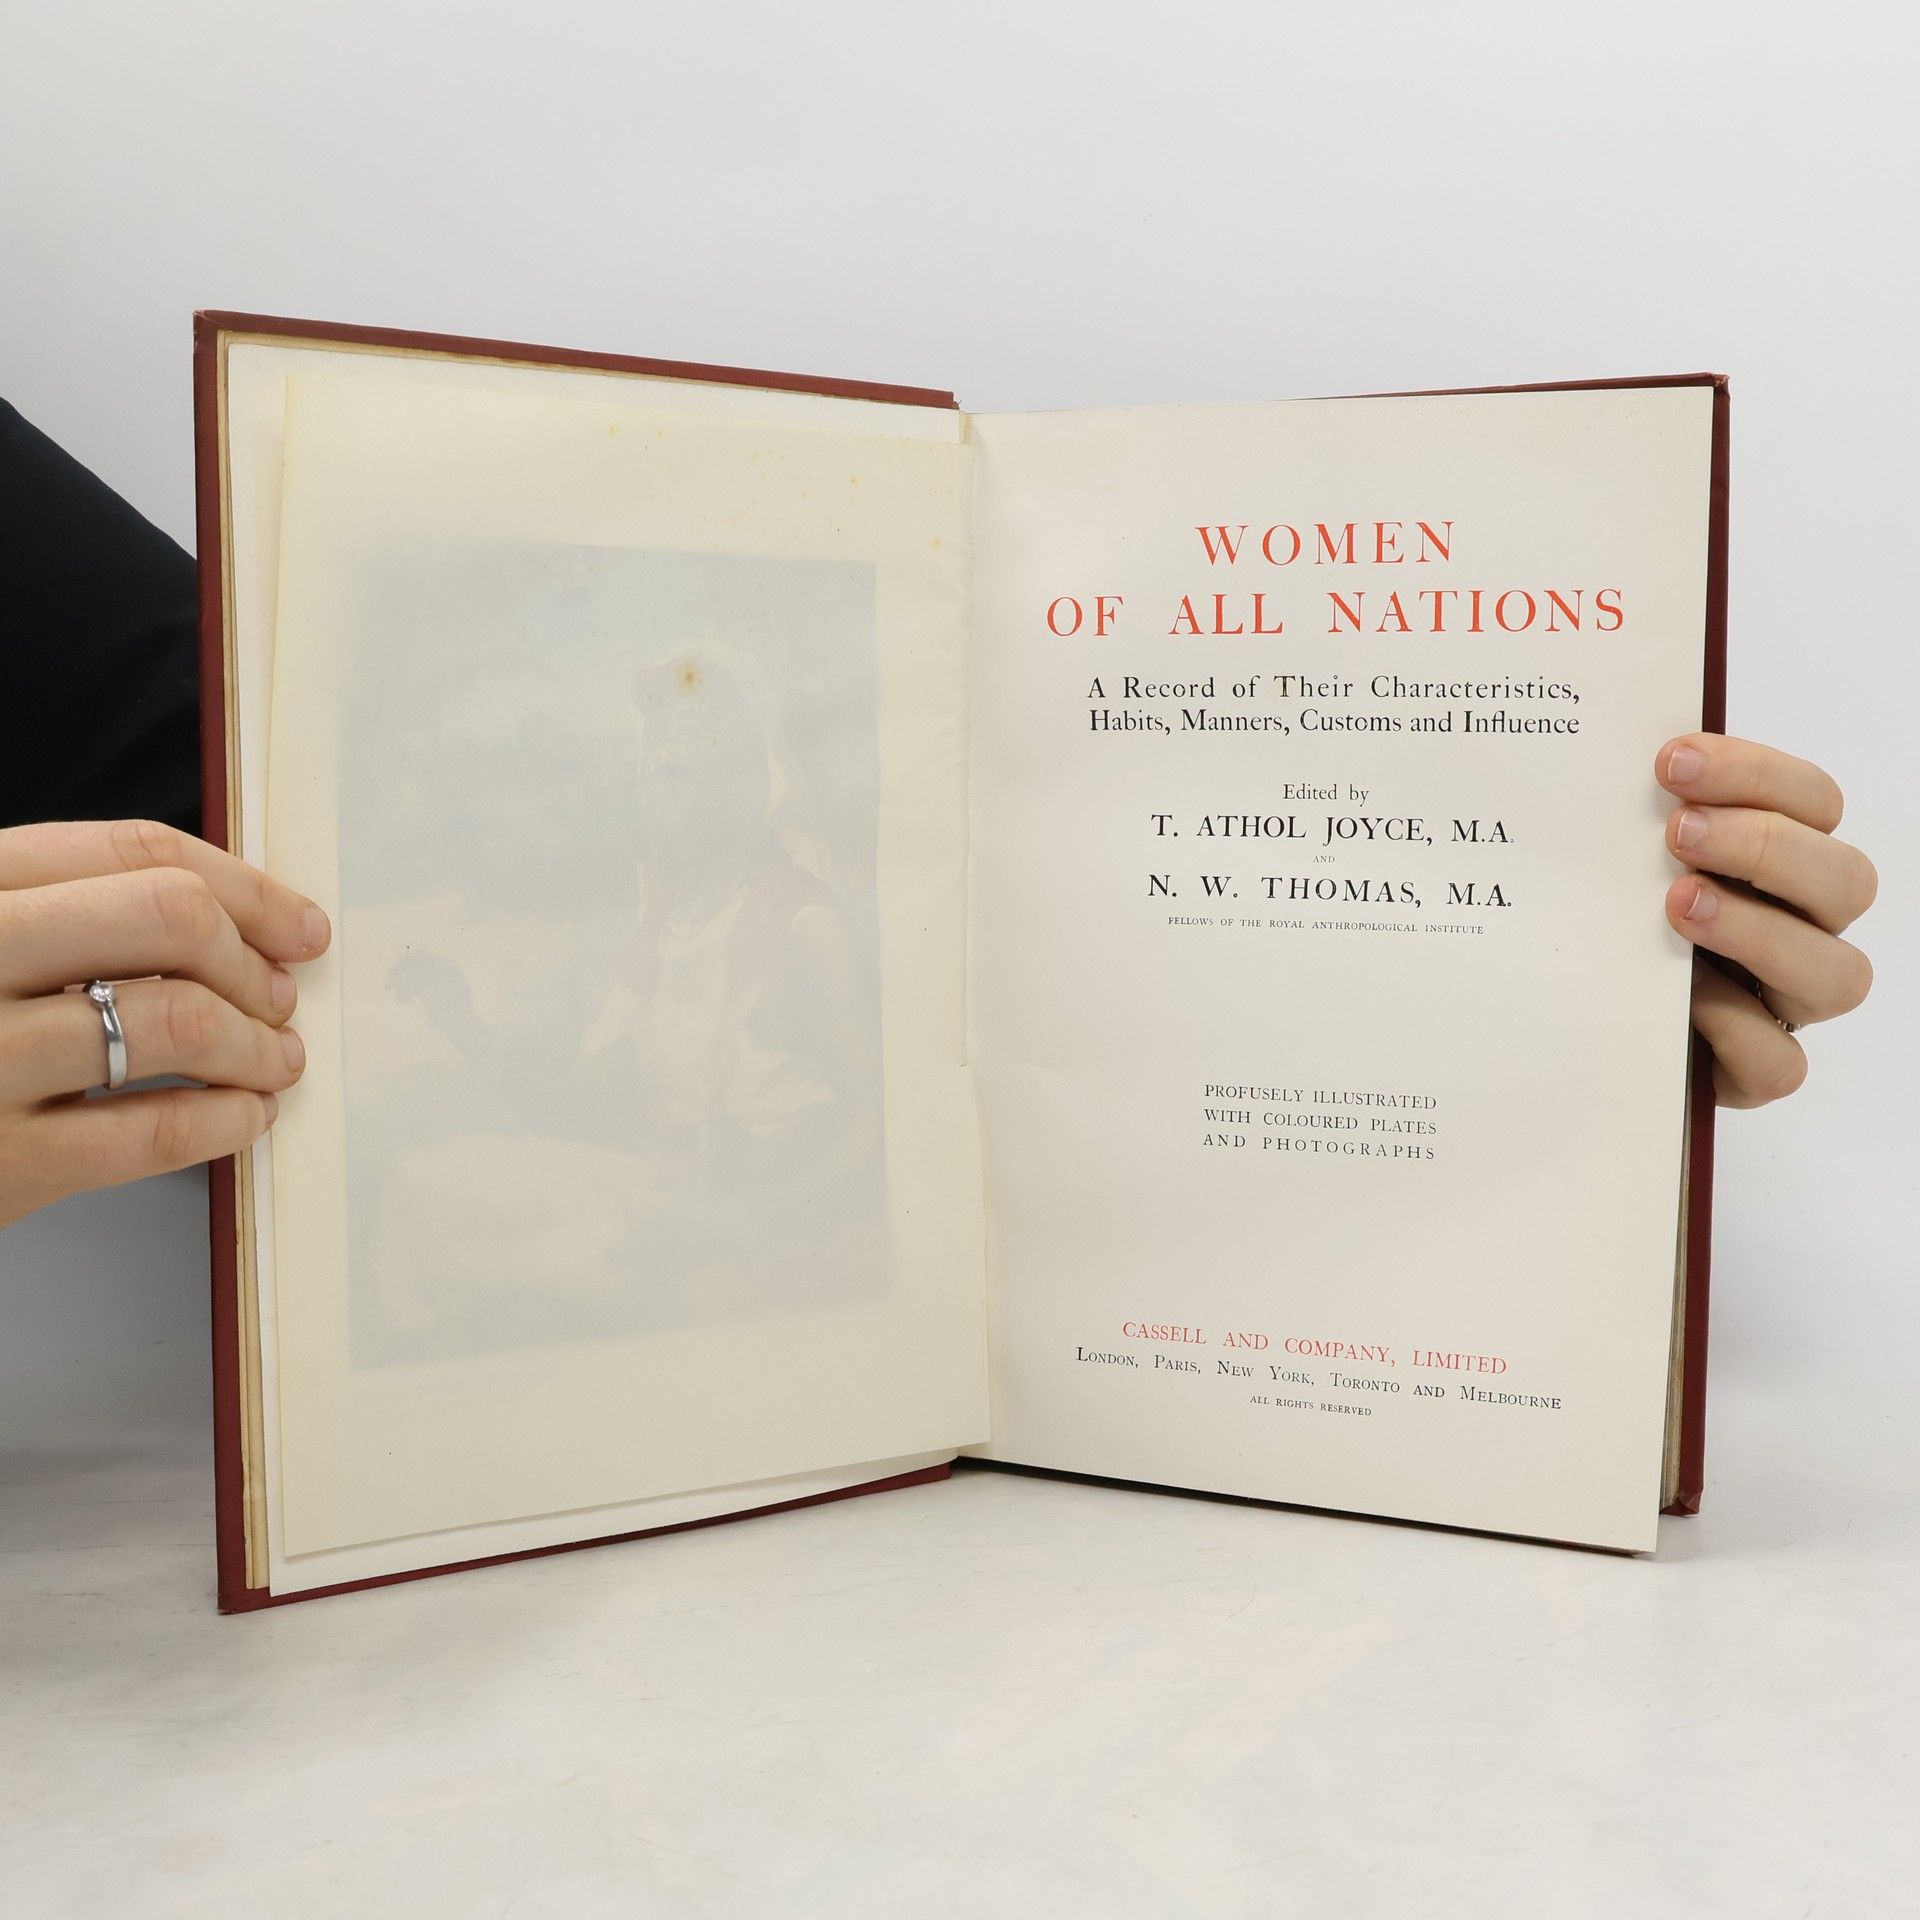 WOMEN
OF ALL NATIONS
A Record of Their Characteristics,
Habits, Manners, Customs and Influence
Edited by
T. ATHOL JOYCE, M.A.
AND
N. W. THOMAS, M.A.
FELLOWS OF THE ROYAL ANTHROPOLOGICAL INSTITUTE
PROFUSELY ILLUSTRATED
WITH COLOURED PLATES
AND PHOTOGRAPHS
CASSELL AND COMPANY, LIMITED
LONDON, PARIS, NEW YORK, TORONTO AND MELBOURNE
ALL RIGHTS RESERVED